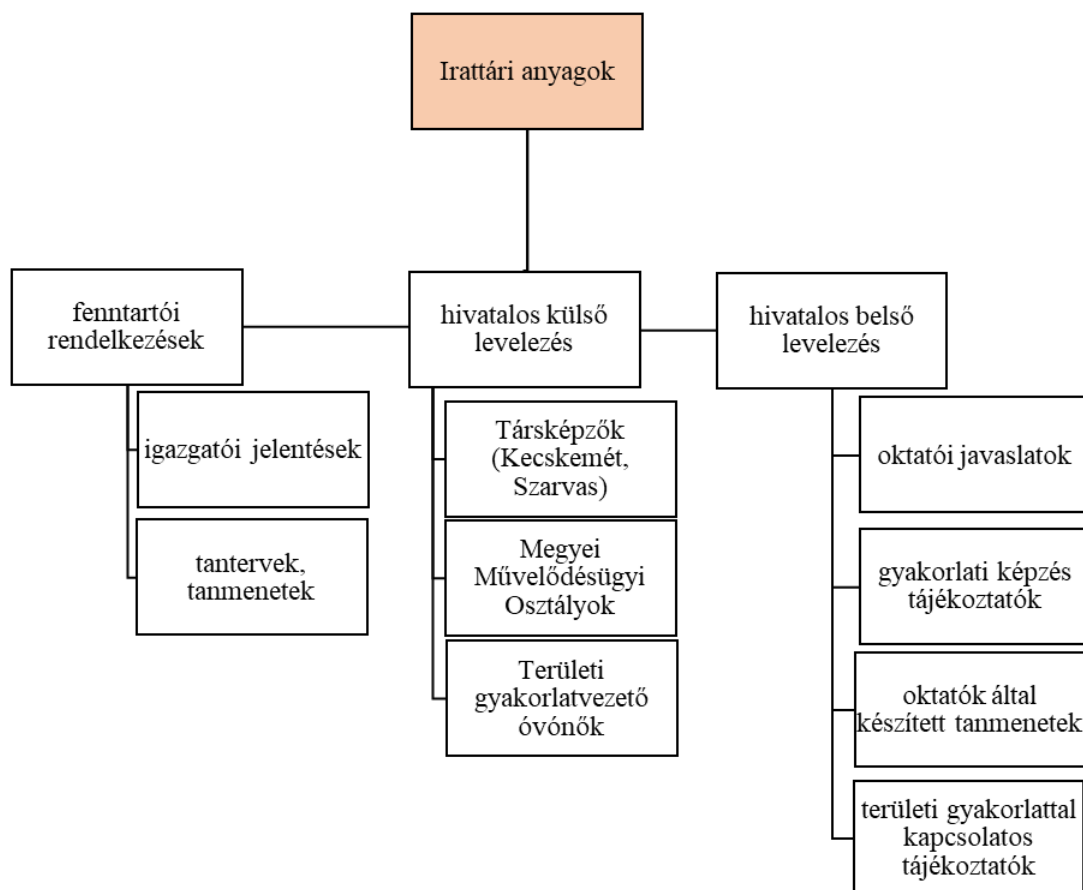 Irattári anyagok
fenntartói
rendelkezések
igazgatói jelentések
tantervek,
tanmenetek
hivatalos külső
levelezés
Társképzők
(Kecskemét,
Szarvas)
Megyei
Művelődésügyi
Osztályok
Területi
gyakorlatvezető
óvónők
hivatalos belső
levelezés
oktatói javaslatok
gyakorlati képzés
tájékoztatók
oktatók által
készített tanmenetek
területi gyakorlattal
kapcsolatos
tájékoztatók